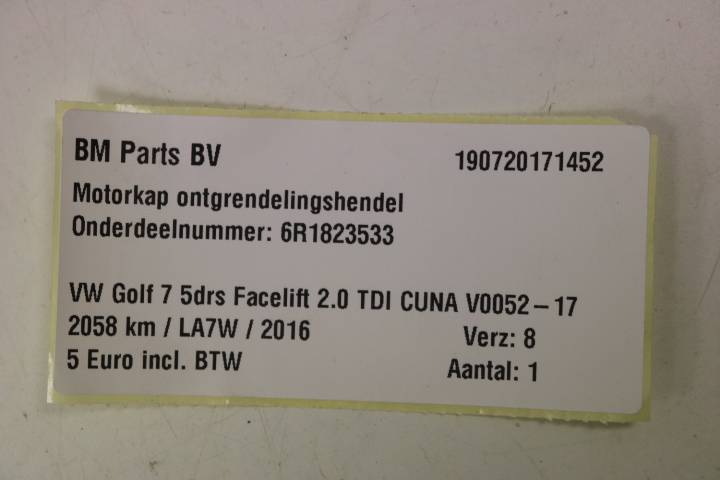 BM Parts BV 190720171452
Motorkap ontgrendelingshendel
Onderdeelnummer: 6R1823533
VW Golf 7 5drs Facelift 2.0 TDI CUNA V0052-17
2058 km / LA7W / 2016 Verz: 8
5 Euro incl. BTW Aantal: 1